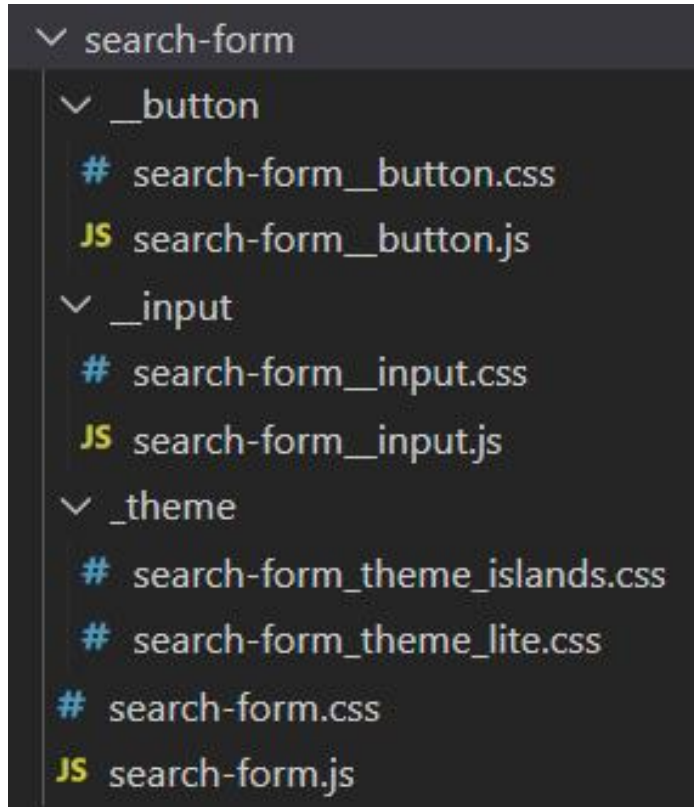 search-form
__button
# search-form__button.css
JS search-form__button.js
__input
# search-form__input.css
JS search-form__input.js
_theme
# search-form_theme_islands.css
# search-form_theme_lite.css
# search-form.css
JS search-form.js